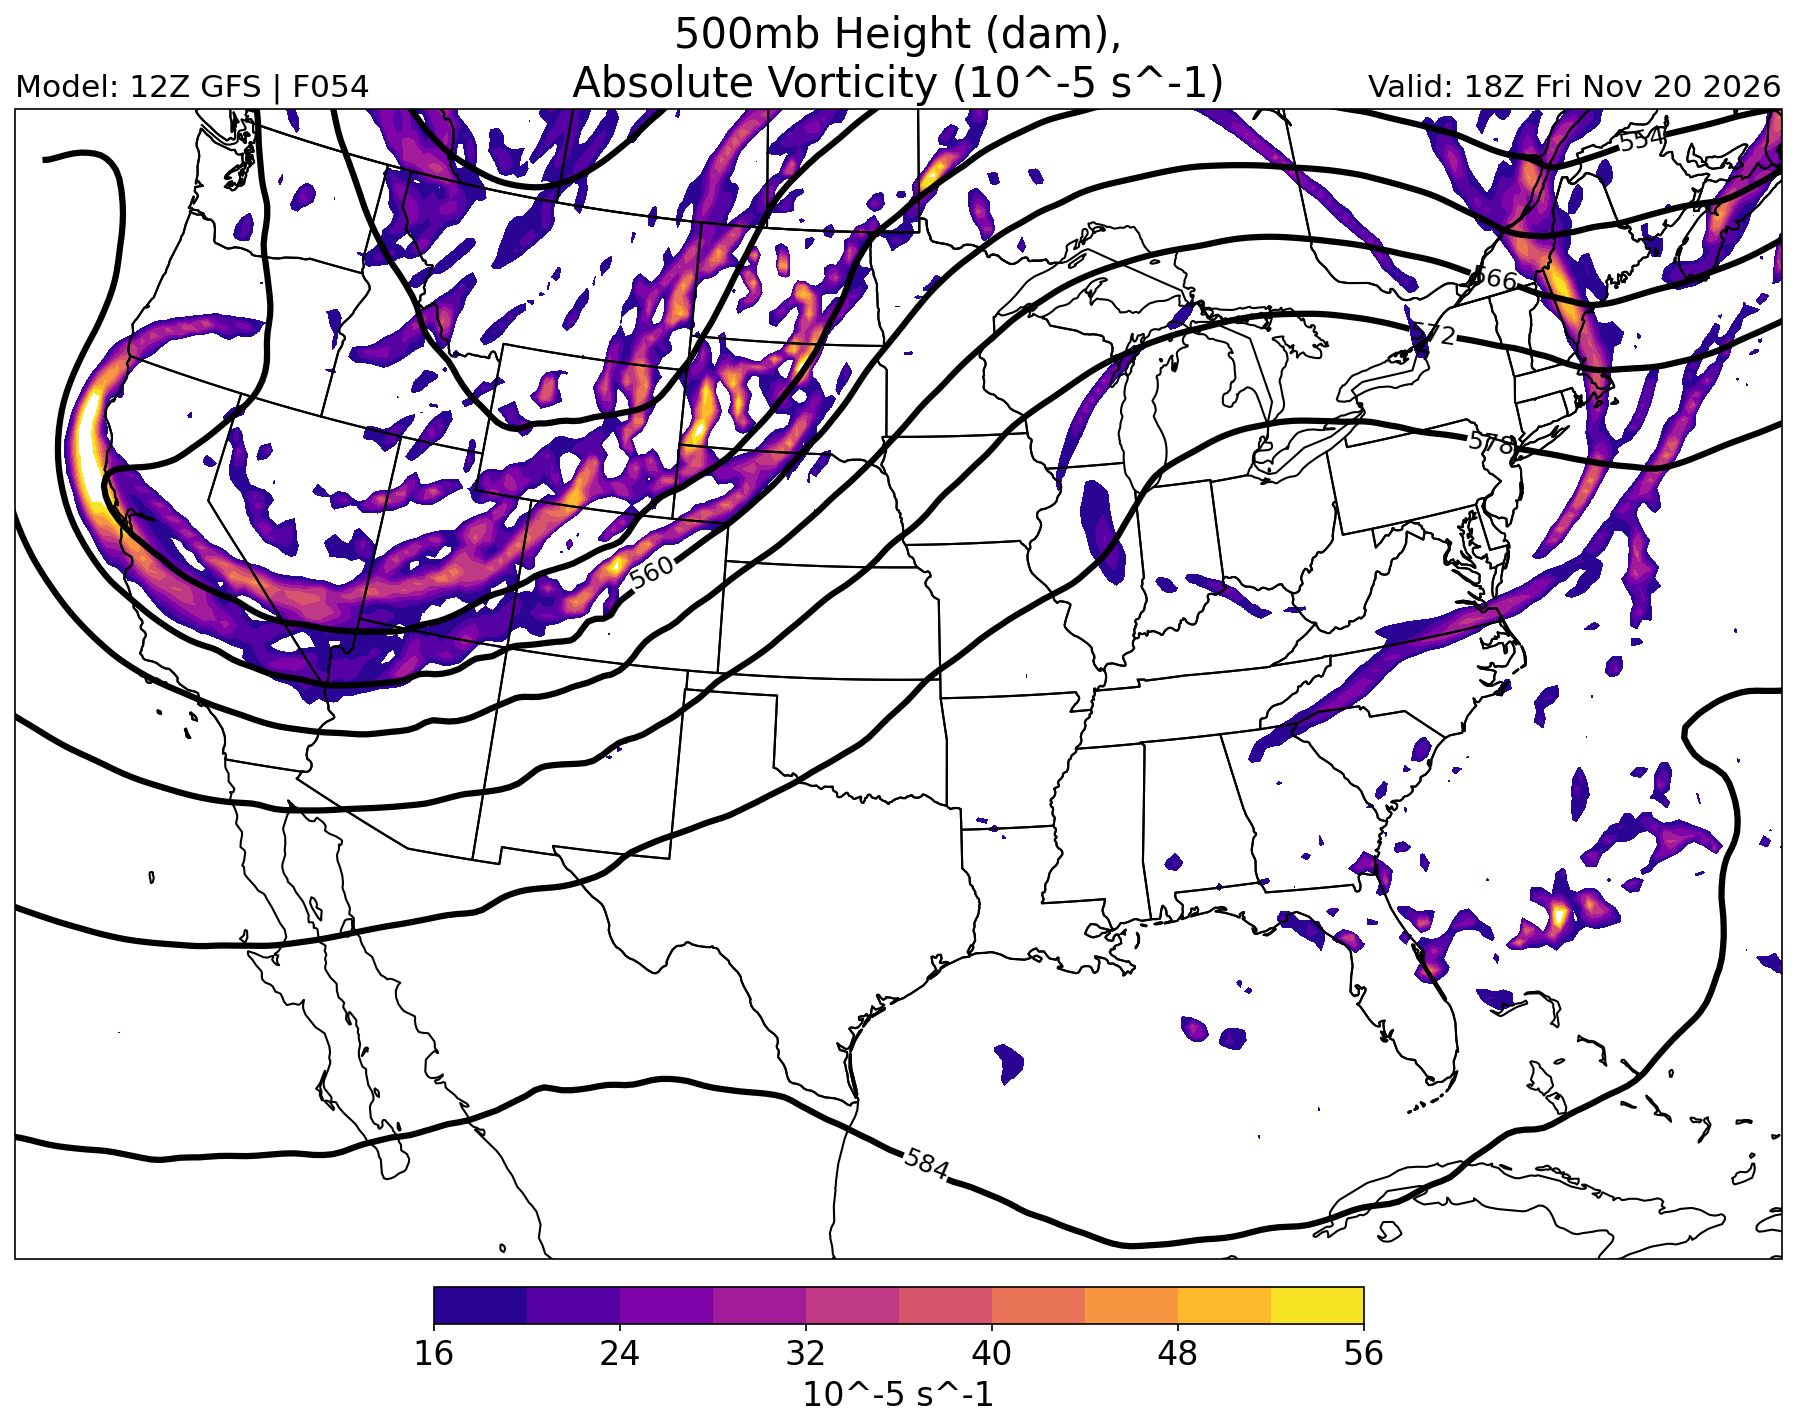 500mb Height (dam),
Absolute Vorticity (10^-5 s^-1)
Model: 12Z GFS | F054
Valid: 18Z Fri Nov 20 2026
554
566
572
578
560
584
16 24 32 40 48 56
10^-5 s^-1